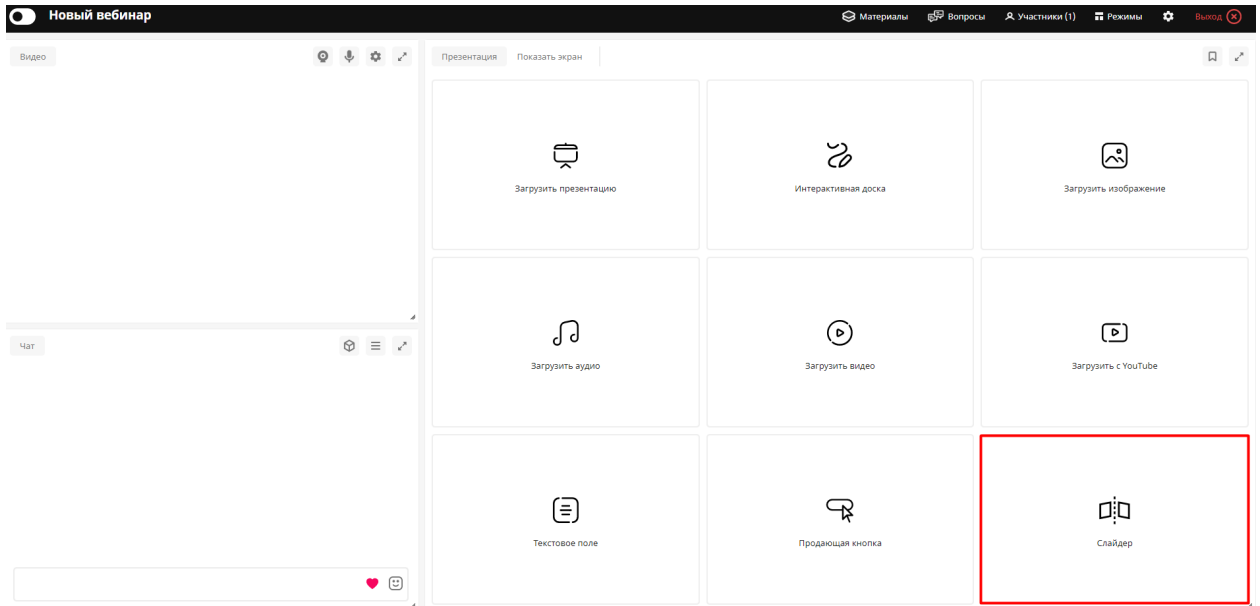 Новый вебинар
Материалы
Вопросы
Участники (1)
Режимы
Выход
Видео
Презентация
Показать экран
Загрузить презентацию
Интерактивная доска
Загрузить изображение
Загрузить аудио
Загрузить видео
Загрузить с YouTube
Чат
Текстовое поле
Продающая кнопка
Слайдер